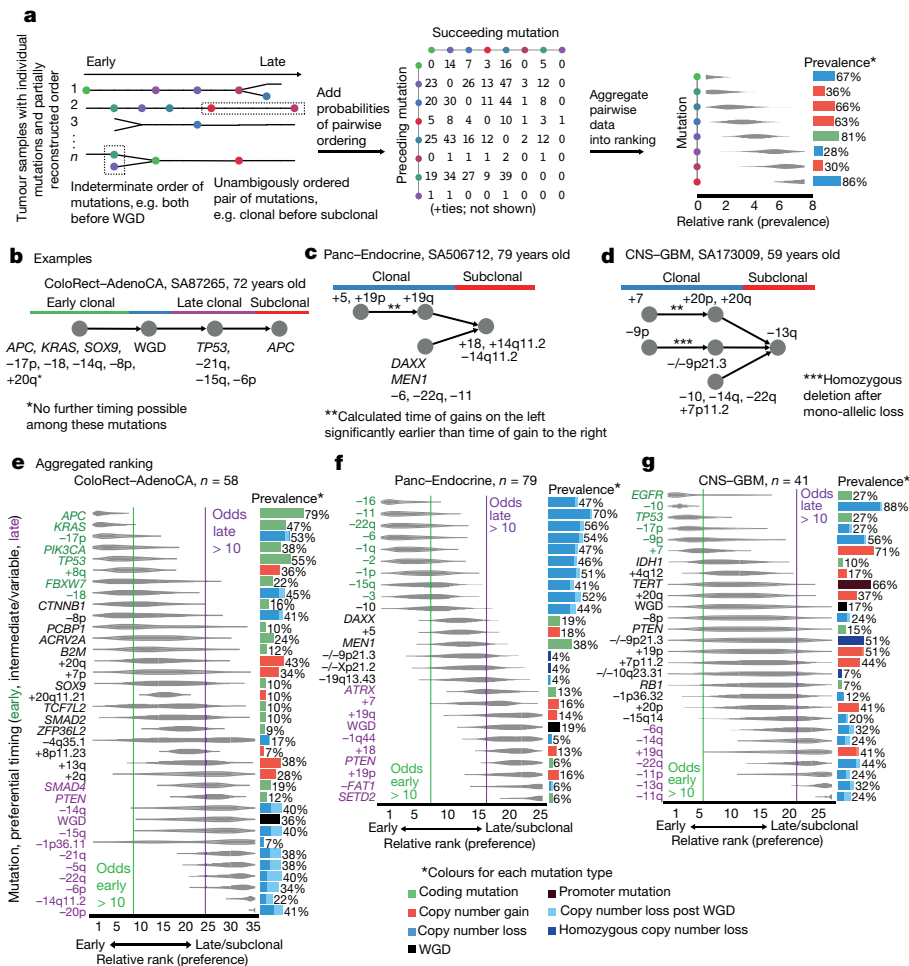 a
Tumour samples with individual
mutations and partially
reconstructed order
Early
Late
1
2
3
⋮
n
Indeterminate order of
mutations, e.g. both
before WGD
Unambigously ordered
pair of mutations,
e.g. clonal before subclonal
Add
probabilities
of pairwise
ordering
Succeeding mutation
Preceding mutation
0 14 7 3 16 0 5 0
23 0 26 13 47 3 12 0
20 30 0 11 44 1 8 0
5 8 4 0 10 1 3 1
25 43 16 12 0 2 12 0
0 1 1 1 2 0 1 0
19 34 27 9 39 0 0 0
1 1 0 1 0 0 0 0
(+ties; not shown)
Aggregate
pairwise
data
into ranking
Mutation
Prevalence*
67%
36%
66%
63%
81%
28%
30%
86%
0 2 4 6 8
Relative rank (prevalence)
b Examples
ColoRect–AdenoCA, SA87265, 72 years old
Early clonal
Late clonal
Subclonal
APC, KRAS, SOX9,
−17p, −18, −14q, −8p,
+20q*
WGD
TP53,
−21q,
−15q, −6p
APC
*No further timing possible
among these mutations
c Panc–Endocrine, SA506712, 79 years old
Clonal
Subclonal
+5, +19p
+19q
**
+18, +14q11.2
−14q11.2
DAXX
MEN1
−6, −22q, −11
**Calculated time of gains on the left
significantly earlier than time of gain to the right
d CNS–GBM, SA173009, 59 years old
Clonal
Subclonal
+7
+20p, +20q
**
−9p
−13q
***
−/−9p21.3
−10, −14q, −22q
+7p11.2
***Homozygous
deletion after
mono-allelic loss
e Aggregated ranking
ColoRect–AdenoCA, n = 58
Mutation, preferential timing (early, intermediate/variable, late)
Prevalence*
Odds
late
> 10
APC 79%
KRAS 47%
−17p 53%
PIK3CA 38%
TP53 55%
+8q 36%
FBXW7 22%
−18 45%
CTNNB1 16%
−8p 41%
PCBP1 10%
ACRV2A 24%
B2M 12%
+20q 43%
+7p 34%
SOX9 10%
+20q11.21 10%
TCF7L2 10%
SMAD2 10%
ZFP36L2 9%
−4q35.1 17%
+8p11.23 7%
+13q 38%
+2q 28%
SMAD4 19%
PTEN 12%
−14q 40%
WGD 36%
−15q 40%
−1p36.11 7%
−21q 38%
−5q 38%
−22q 40%
−6p 34%
−14q11.2 22%
−20p 41%
Odds
early
> 10
1 5 10 15 20 25 30 35
Early
Late/subclonal
Relative rank (preference)
f
Panc–Endocrine, n = 79
Prevalence*
Odds
late
> 10
−16 47%
−11 70%
−22q 56%
−6 54%
−1q 47%
−2 46%
−1p 51%
−15q 41%
−3 52%
−10 44%
DAXX 19%
+5 18%
MEN1 38%
−/−9p21.3 4%
−/−Xp21.2 4%
−19q13.43 4%
ATRX 13%
+7 16%
+19q 14%
WGD 19%
−1q44 5%
+18 13%
PTEN 6%
+19p 16%
−FAT1 6%
SETD2 6%
Odds
early
> 10
1 5 10 15 20 25
Early
Late/subclonal
Relative rank (preference)
g
CNS–GBM, n = 41
Prevalence*
Odds
late
> 10
EGFR 27%
−10 88%
TP53 27%
−17p 27%
−9p 56%
+7 71%
IDH1 10%
+4q12 17%
TERT 66%
+20q 37%
WGD 17%
−8p 24%
PTEN 15%
−/−9p21.3 51%
+19p 51%
+7p11.2 44%
−/−10q23.31 7%
RB1 7%
−1p36.32 12%
+20p 41%
−15q14 20%
−6q 32%
−14q 24%
+19q 41%
−22q 44%
−11p 24%
−13q 32%
−11q 24%
Odds
early
> 10
1 5 10 15 20 25
Early
Late/subclonal
Relative rank (preference)
*Colours for each mutation type
Coding mutation
Copy number gain
Copy number loss
WGD
Promoter mutation
Copy number loss post WGD
Homozygous copy number loss